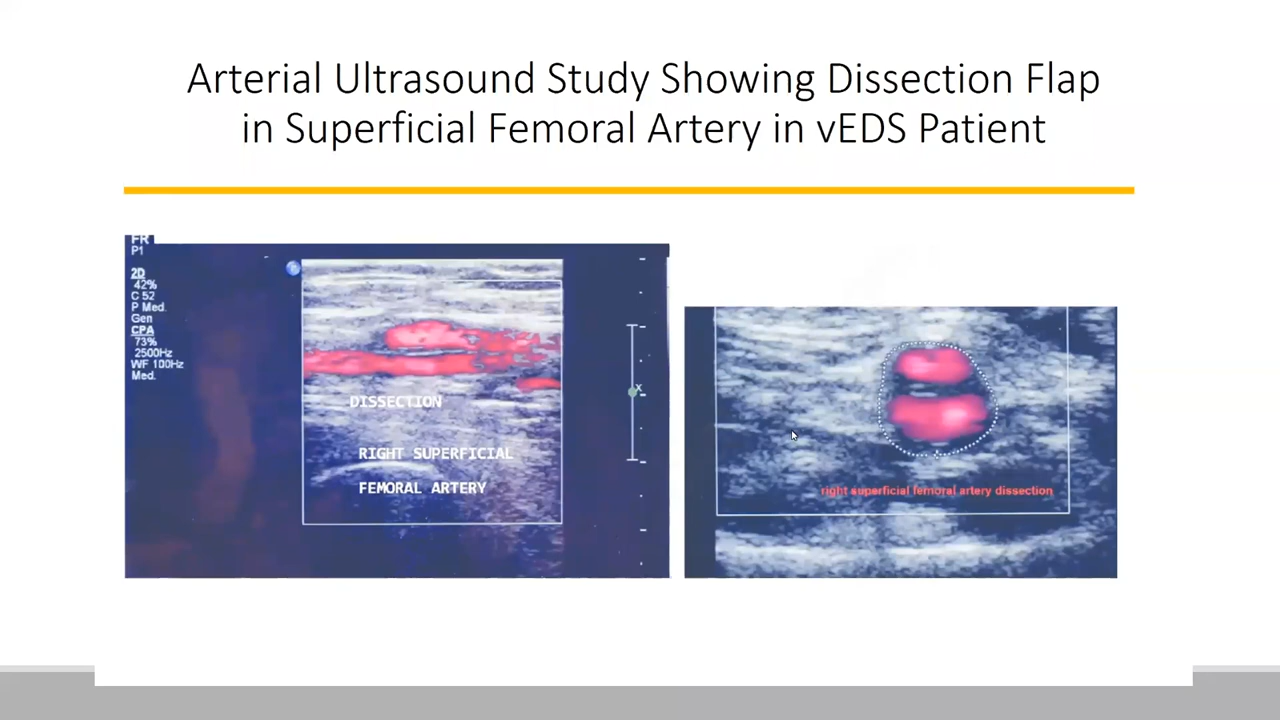 Arterial Ultrasound Study Showing Dissection Flap
in Superficial Femoral Artery in vEDS Patient
FR
P1
2D
42%
C 52
P Med.
Gen
CPA
73%
2500Hz
WF 100Hz
Med.
x
DISSECTION
RIGHT SUPERFICIAL
FEMORAL ARTERY
right superficial femoral artery dissection